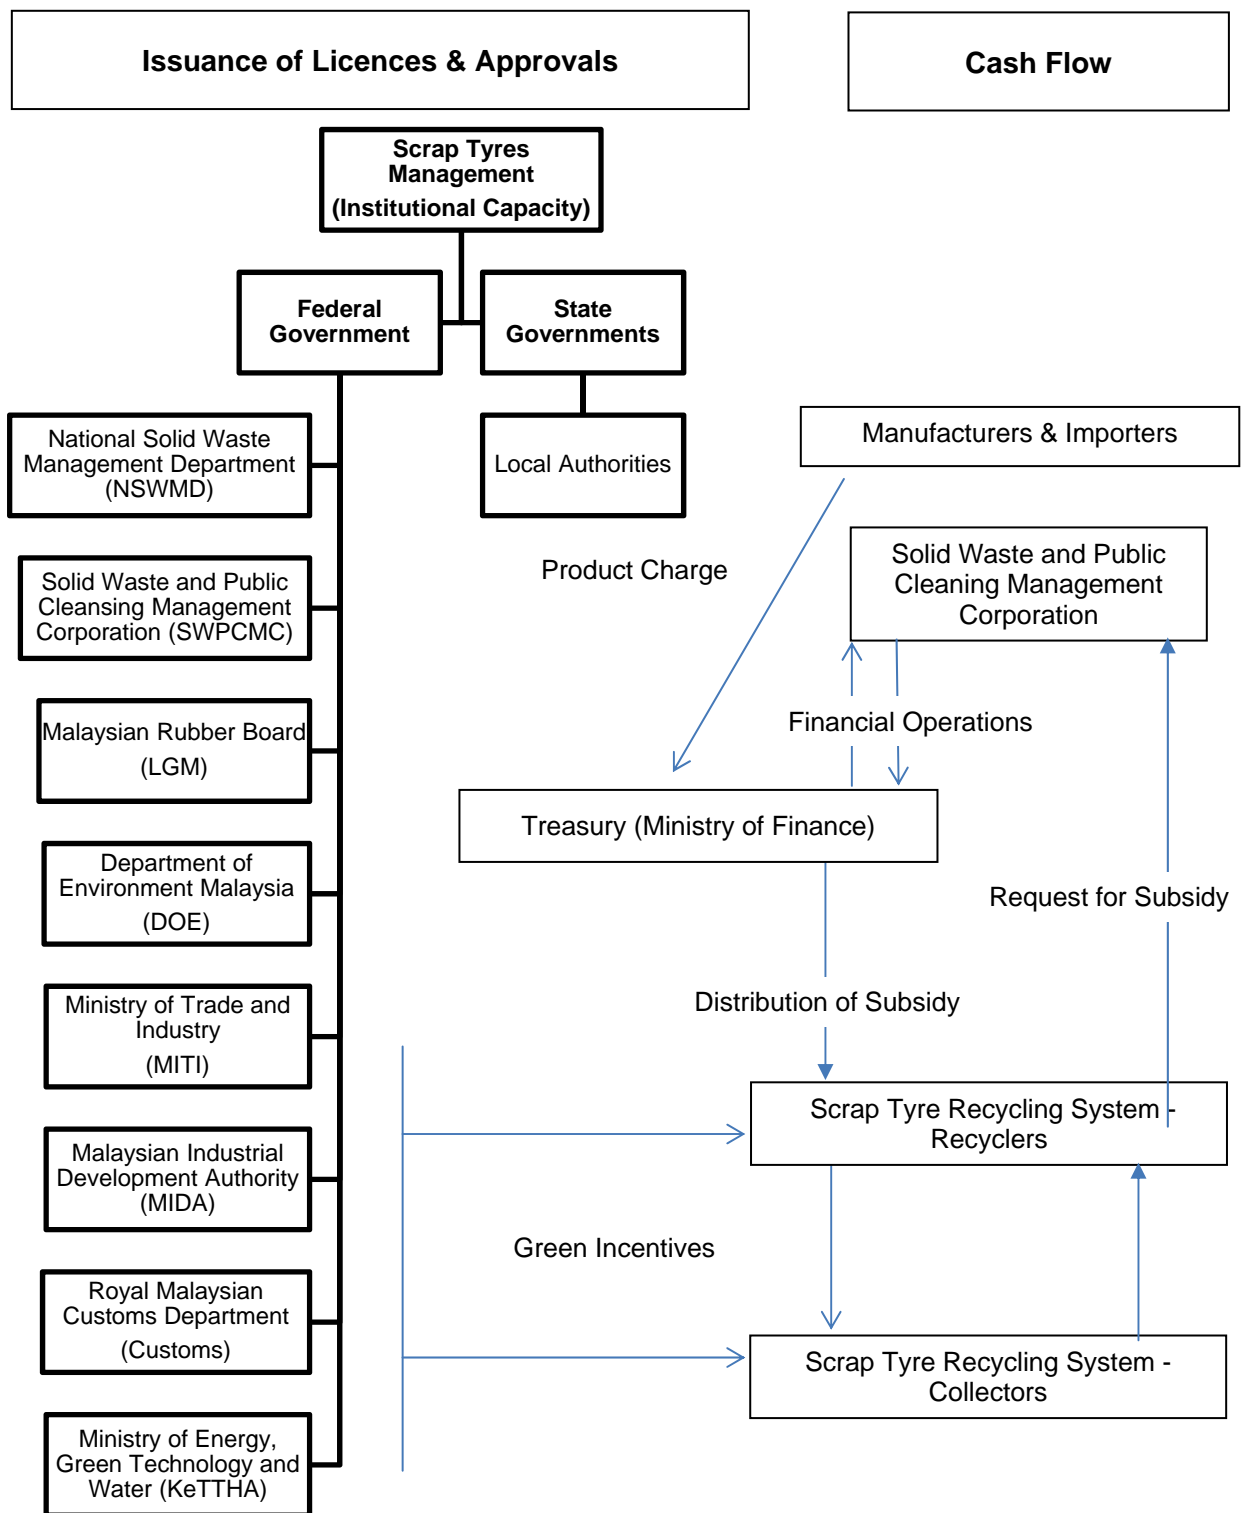 Issuance of Licences & Approvals
Cash Flow
Scrap Tyres
Management
(Institutional Capacity)
Federal
Government
State
Governments
National Solid Waste
Management Department
(NSWMD)
Local Authorities
Manufacturers & Importers
Product Charge
Solid Waste and Public
Cleaning Management
Corporation
Solid Waste and Public
Cleansing Management
Corporation (SWPCMC)
Malaysian Rubber Board
(LGM)
Financial Operations
Treasury (Ministry of Finance)
Department of
Environment Malaysia
(DOE)
Request for Subsidy
Distribution of Subsidy
Ministry of Trade and
Industry
(MITI)
Scrap Tyre Recycling System -
Recyclers
Malaysian Industrial
Development Authority
(MIDA)
Green Incentives
Royal Malaysian
Customs Department
(Customs)
Scrap Tyre Recycling System -
Collectors
Ministry of Energy,
Green Technology and
Water (KeTTHA)